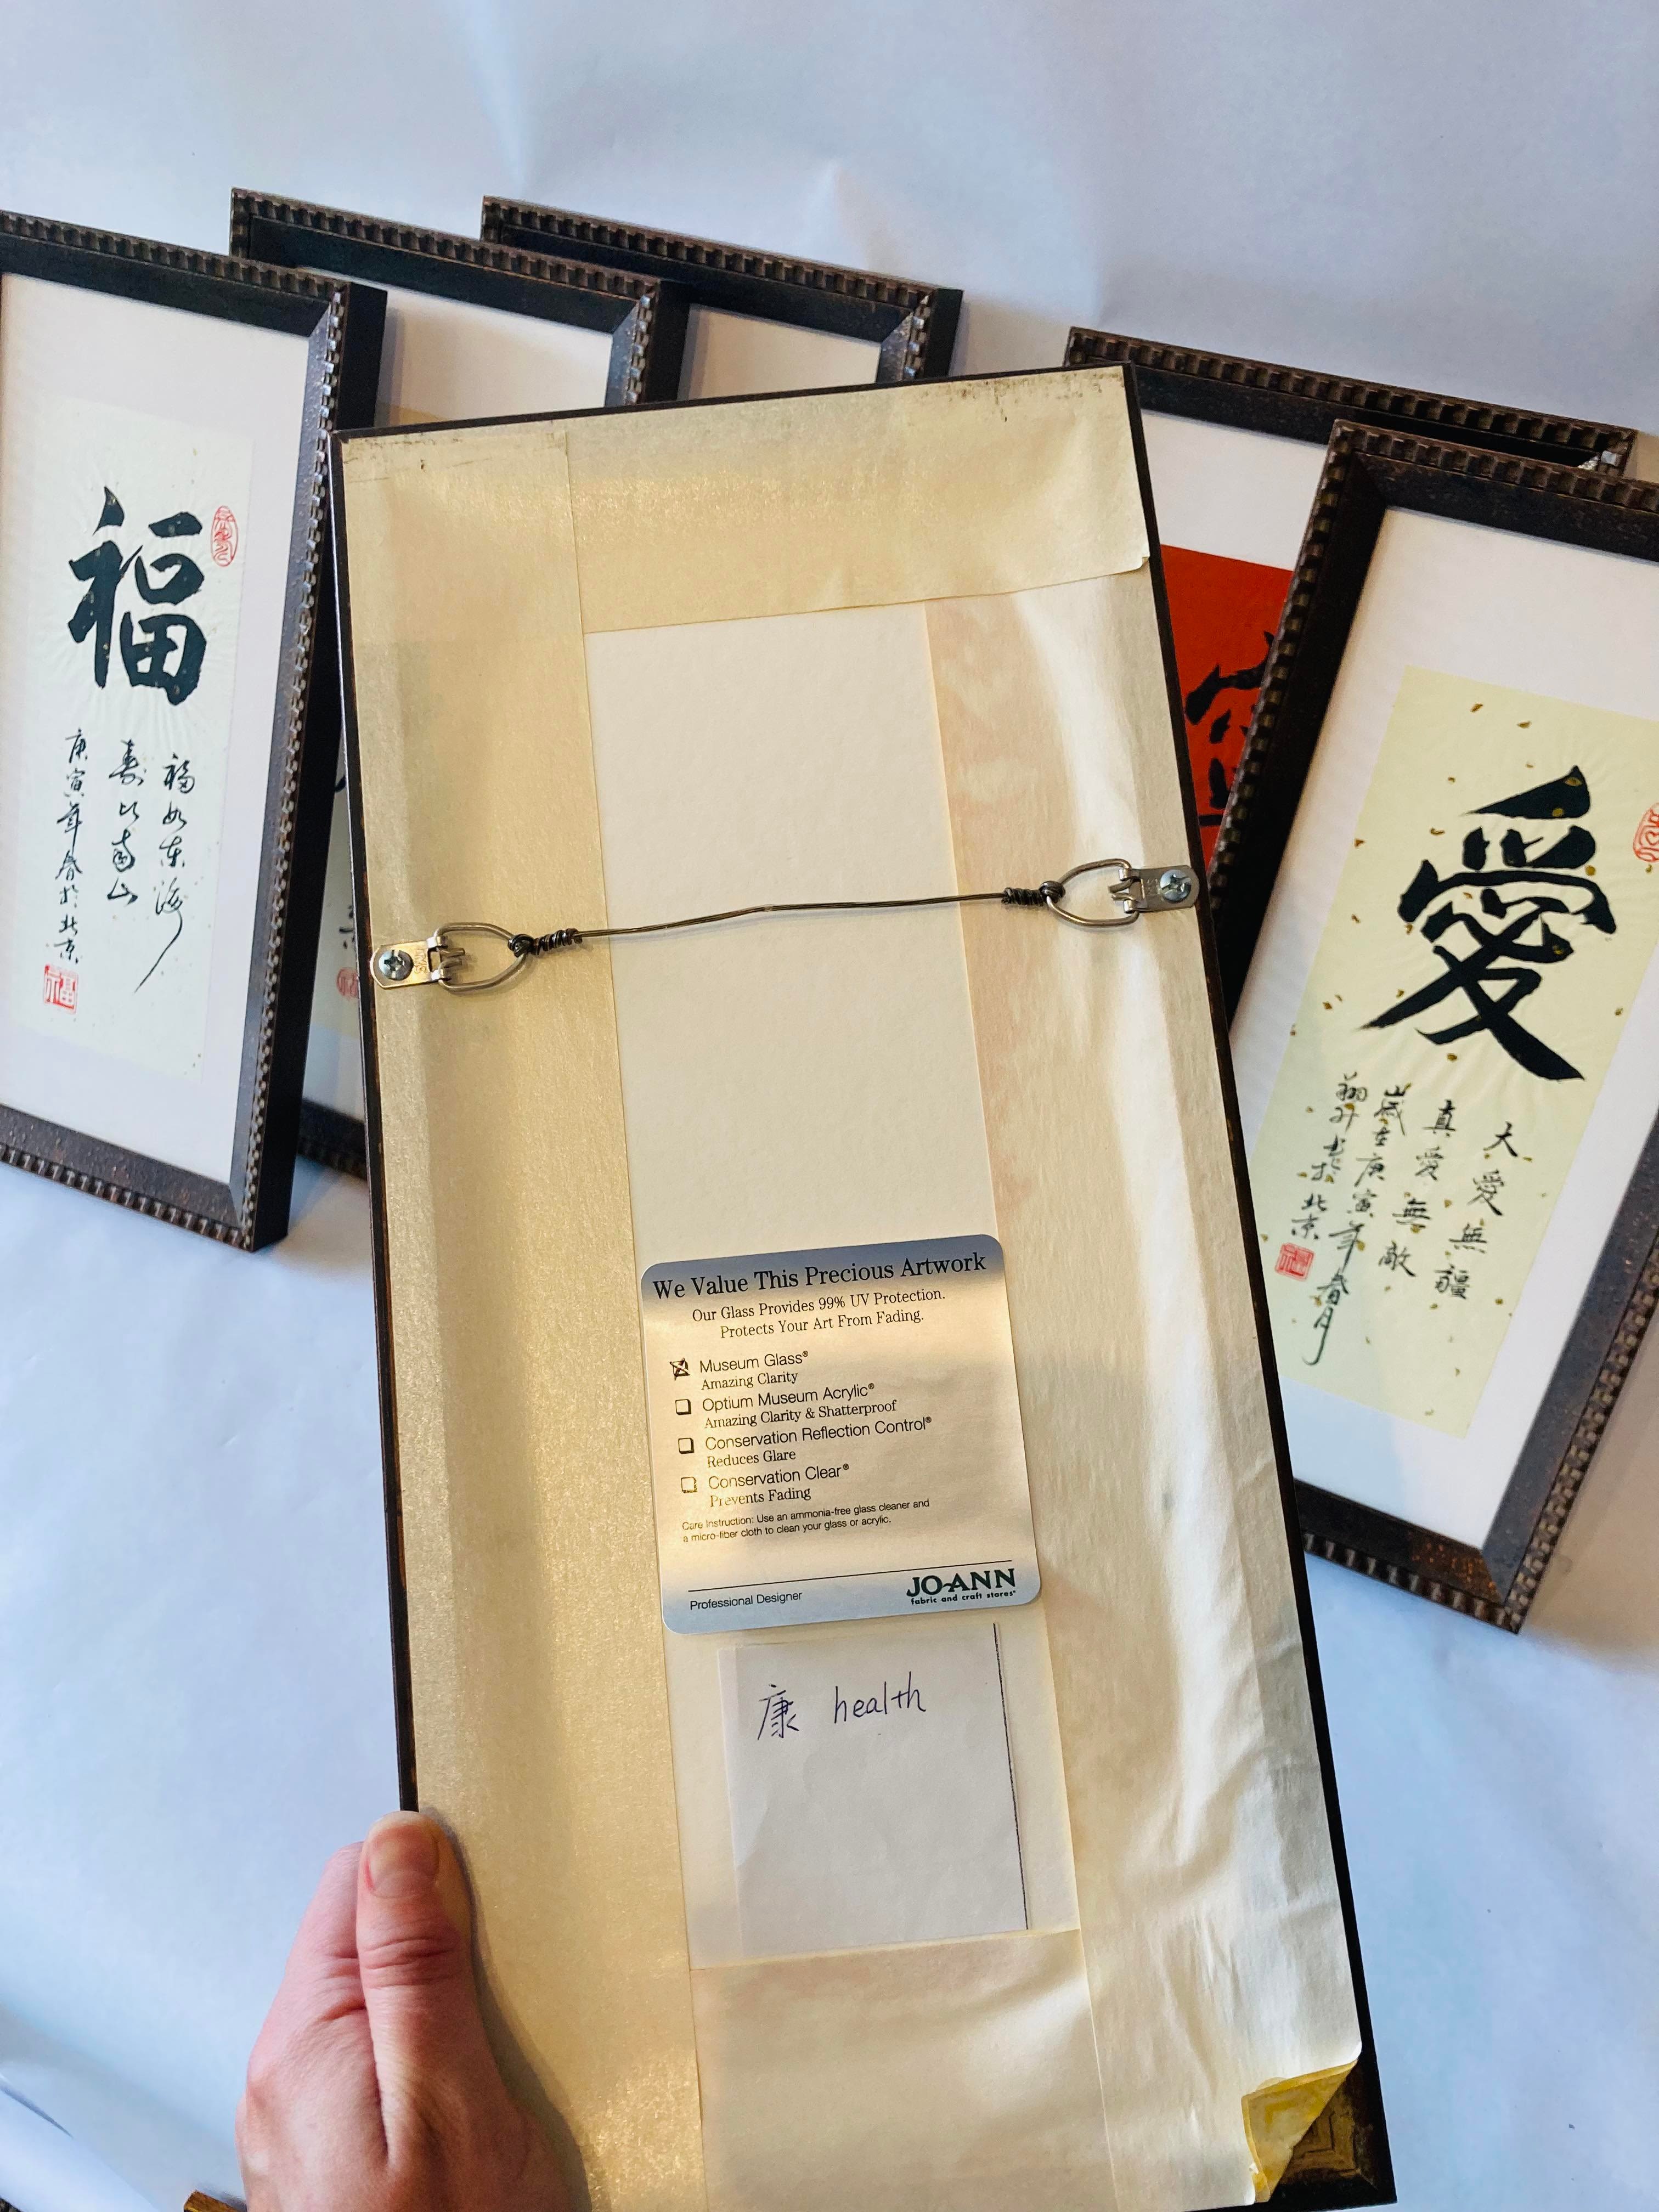 福
福如东海
寿比南山
庚寅年春於北京
We Value This Precious Artwork
Our Glass Provides 99% UV Protection.
Protects Your Art From Fading.
Museum Glass®
Amazing Clarity
Optium Museum Acrylic®
Amazing Clarity & Shatterproof
Conservation Reflection Control®
Reduces Glare
Conservation Clear®
Prevents Fading
Care Instruction: Use an ammonia-free glass cleaner and
a micro-fiber cloth to clean your glass or acrylic.
Professional Designer
JO-ANN
fabric and craft stores®
康 health
愛
大愛無疆
真愛無敵
歲在庚寅年春月
於北京